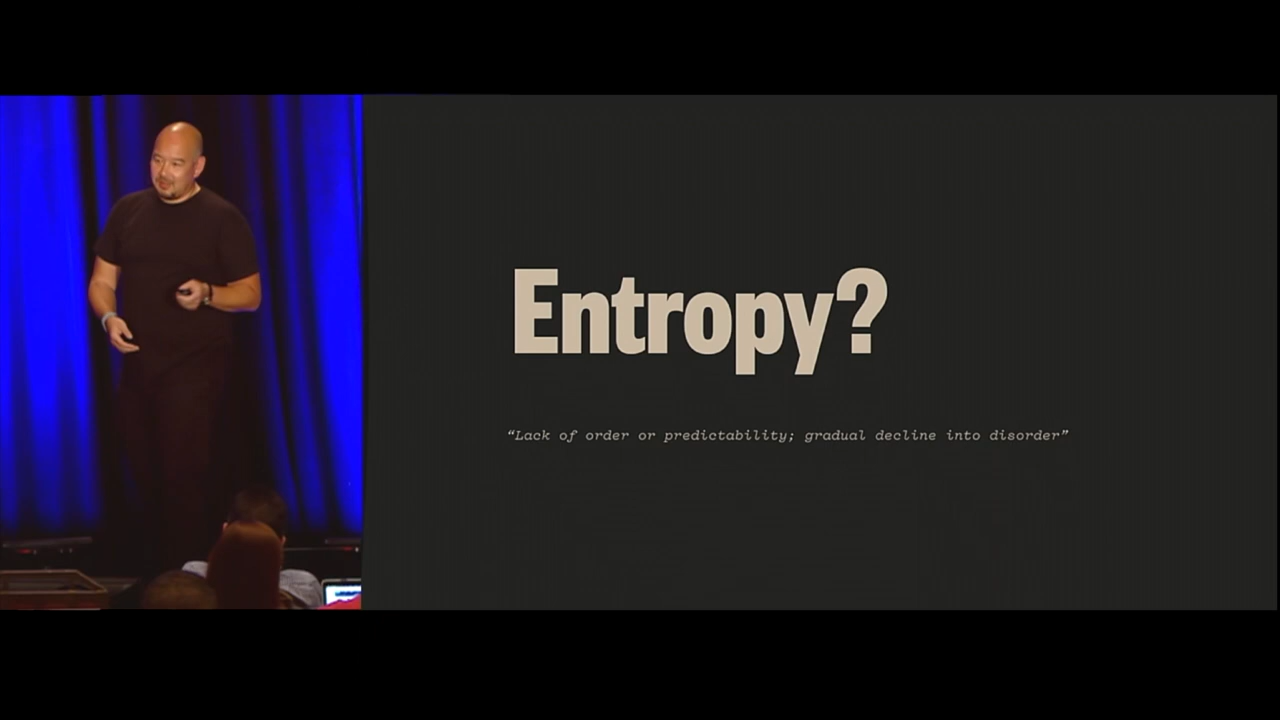 Entropy?
“Lack of order or predictability; gradual decline into disorder”